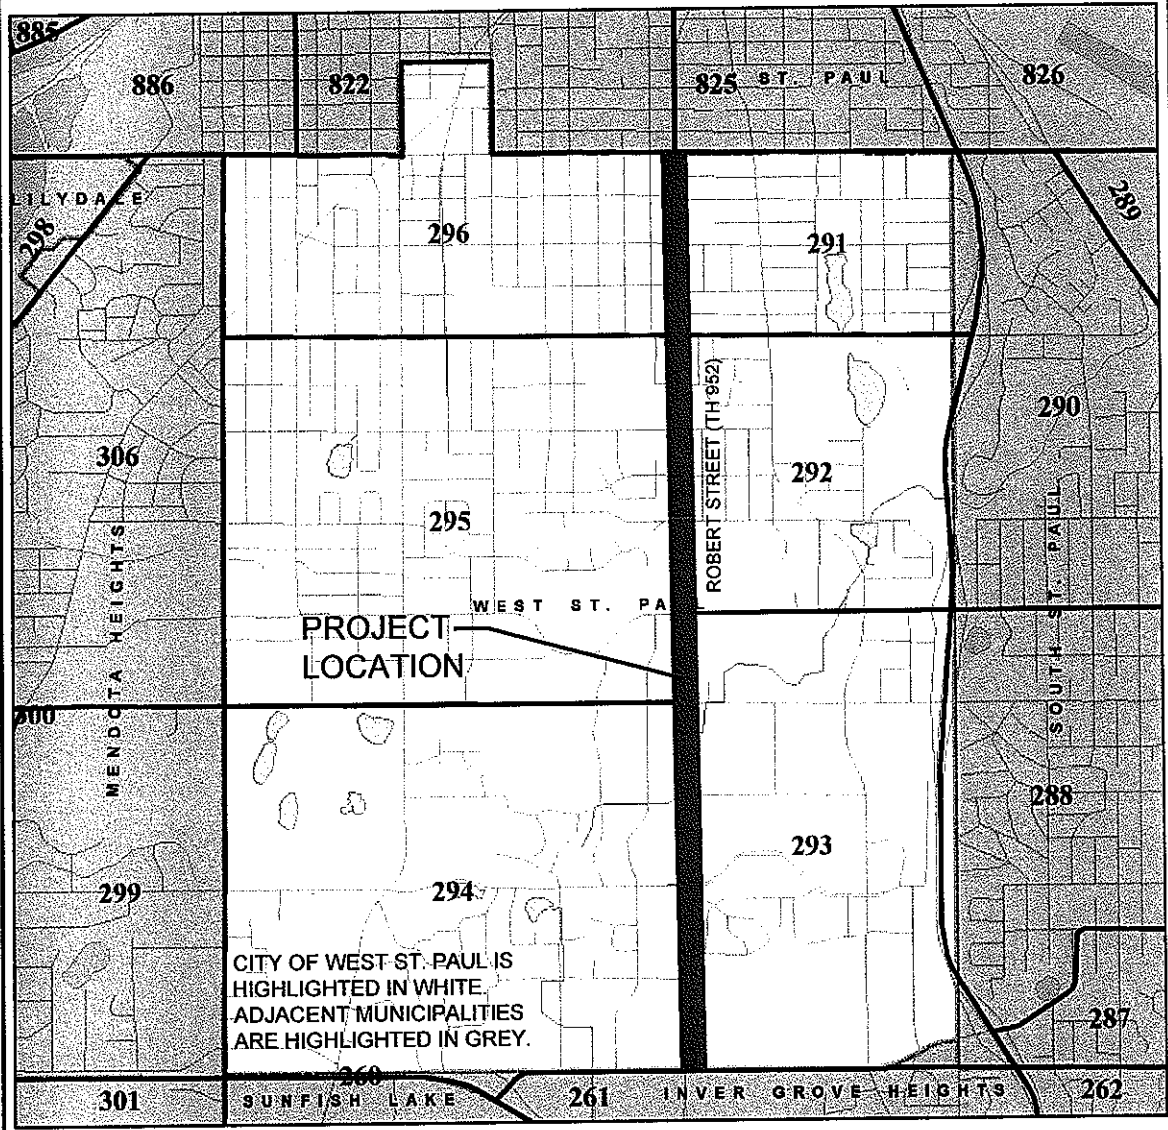 885
886
822
825
ST. PAUL
826
LILYDALE
298
289
296
291
ROBERT STREET (TH 952)
306
290
292
295
MENDOTA HEIGHTS
WEST ST. PA L
SOUTH ST. PAUL
PROJECT
LOCATION
300
288
293
299
294
CITY OF WEST ST. PAUL IS
HIGHLIGHTED IN WHITE.
ADJACENT MUNICIPALITIES
ARE HIGHLIGHTED IN GREY.
287
260
301
SUNFISH LAKE
261
INVER GROVE HEIGHTS
262